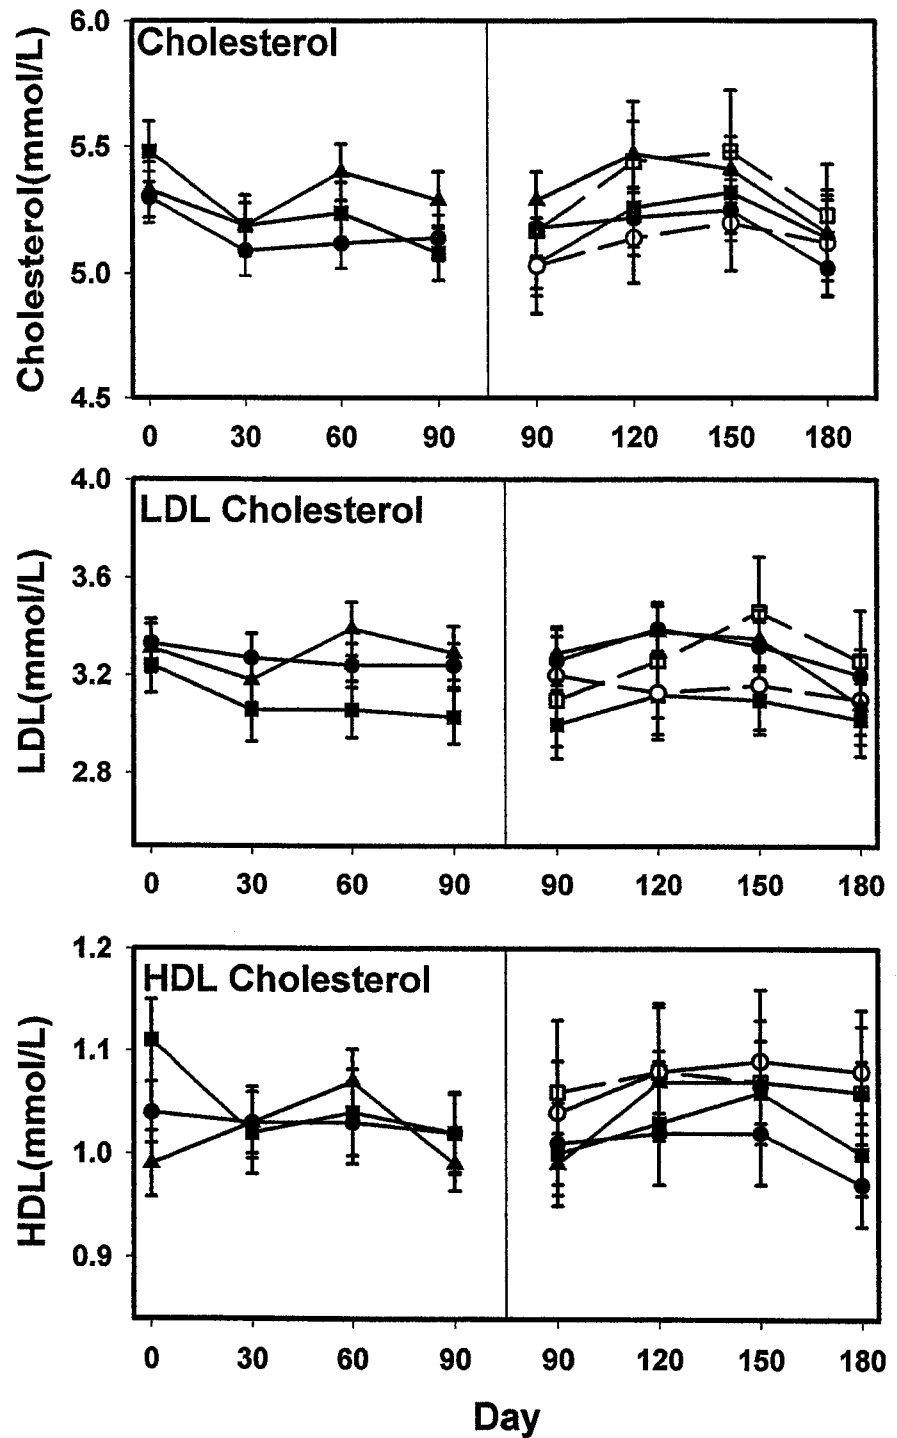 Cholesterol
Cholesterol(mmol/L)
6.0
5.5
5.0
4.5
0 30 60 90 90 120 150 180
LDL Cholesterol
LDL(mmol/L)
4.0
3.6
3.2
2.8
0 30 60 90 90 120 150 180
HDL Cholesterol
HDL(mmol/L)
1.2
1.1
1.0
0.9
0 30 60 90 90 120 150 180
Day